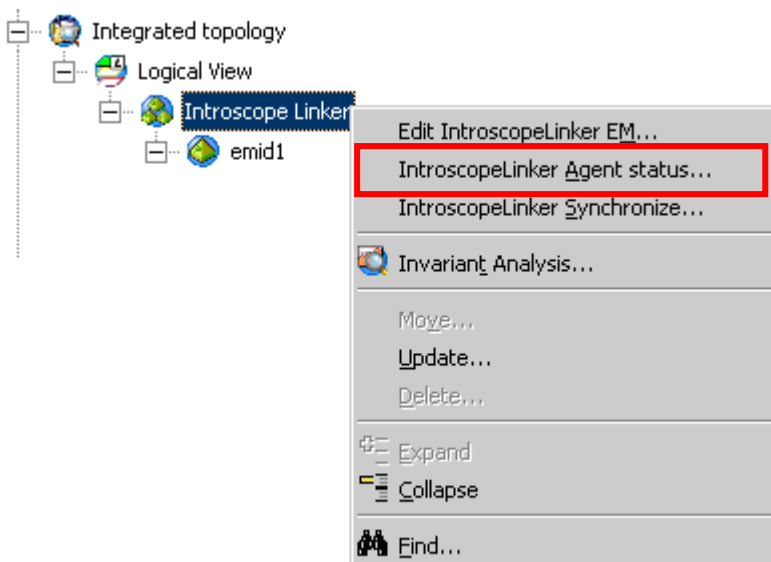 Integrated topology
Logical View
Introscope Linker
emid1
Edit IntroscopeLinker EM...
IntroscopeLinker Agent status...
IntroscopeLinker Synchronize...
Invariant Analysis...
Move...
Update...
Delete...
Expand
Collapse
Find...